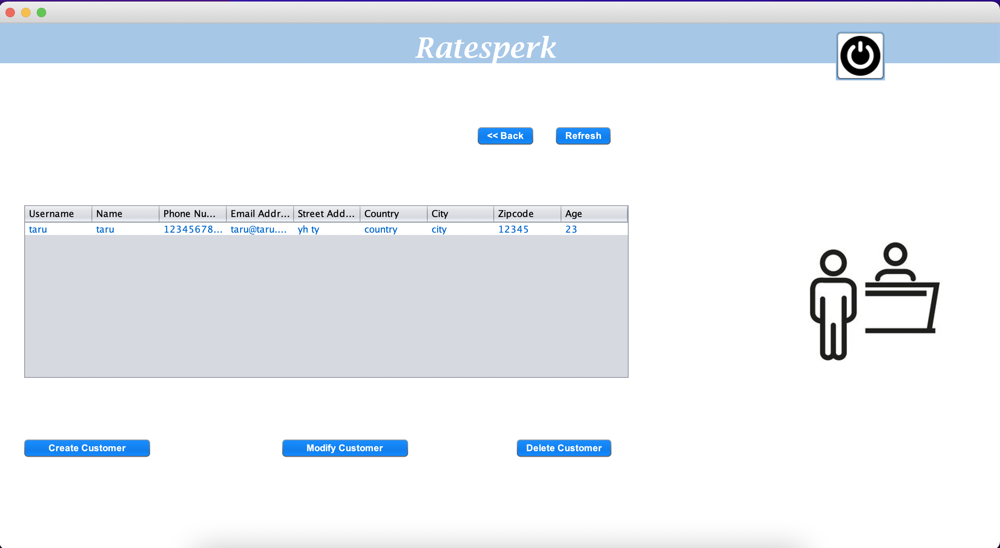 Ratesperk
<< Back Refresh
Username Name Phone Nu... Email Addr... Street Add... Country City Zipcode Age
taru taru 12345678... taru@taru.... yh ty country city 12345 23
Create Customer Modify Customer Delete Customer